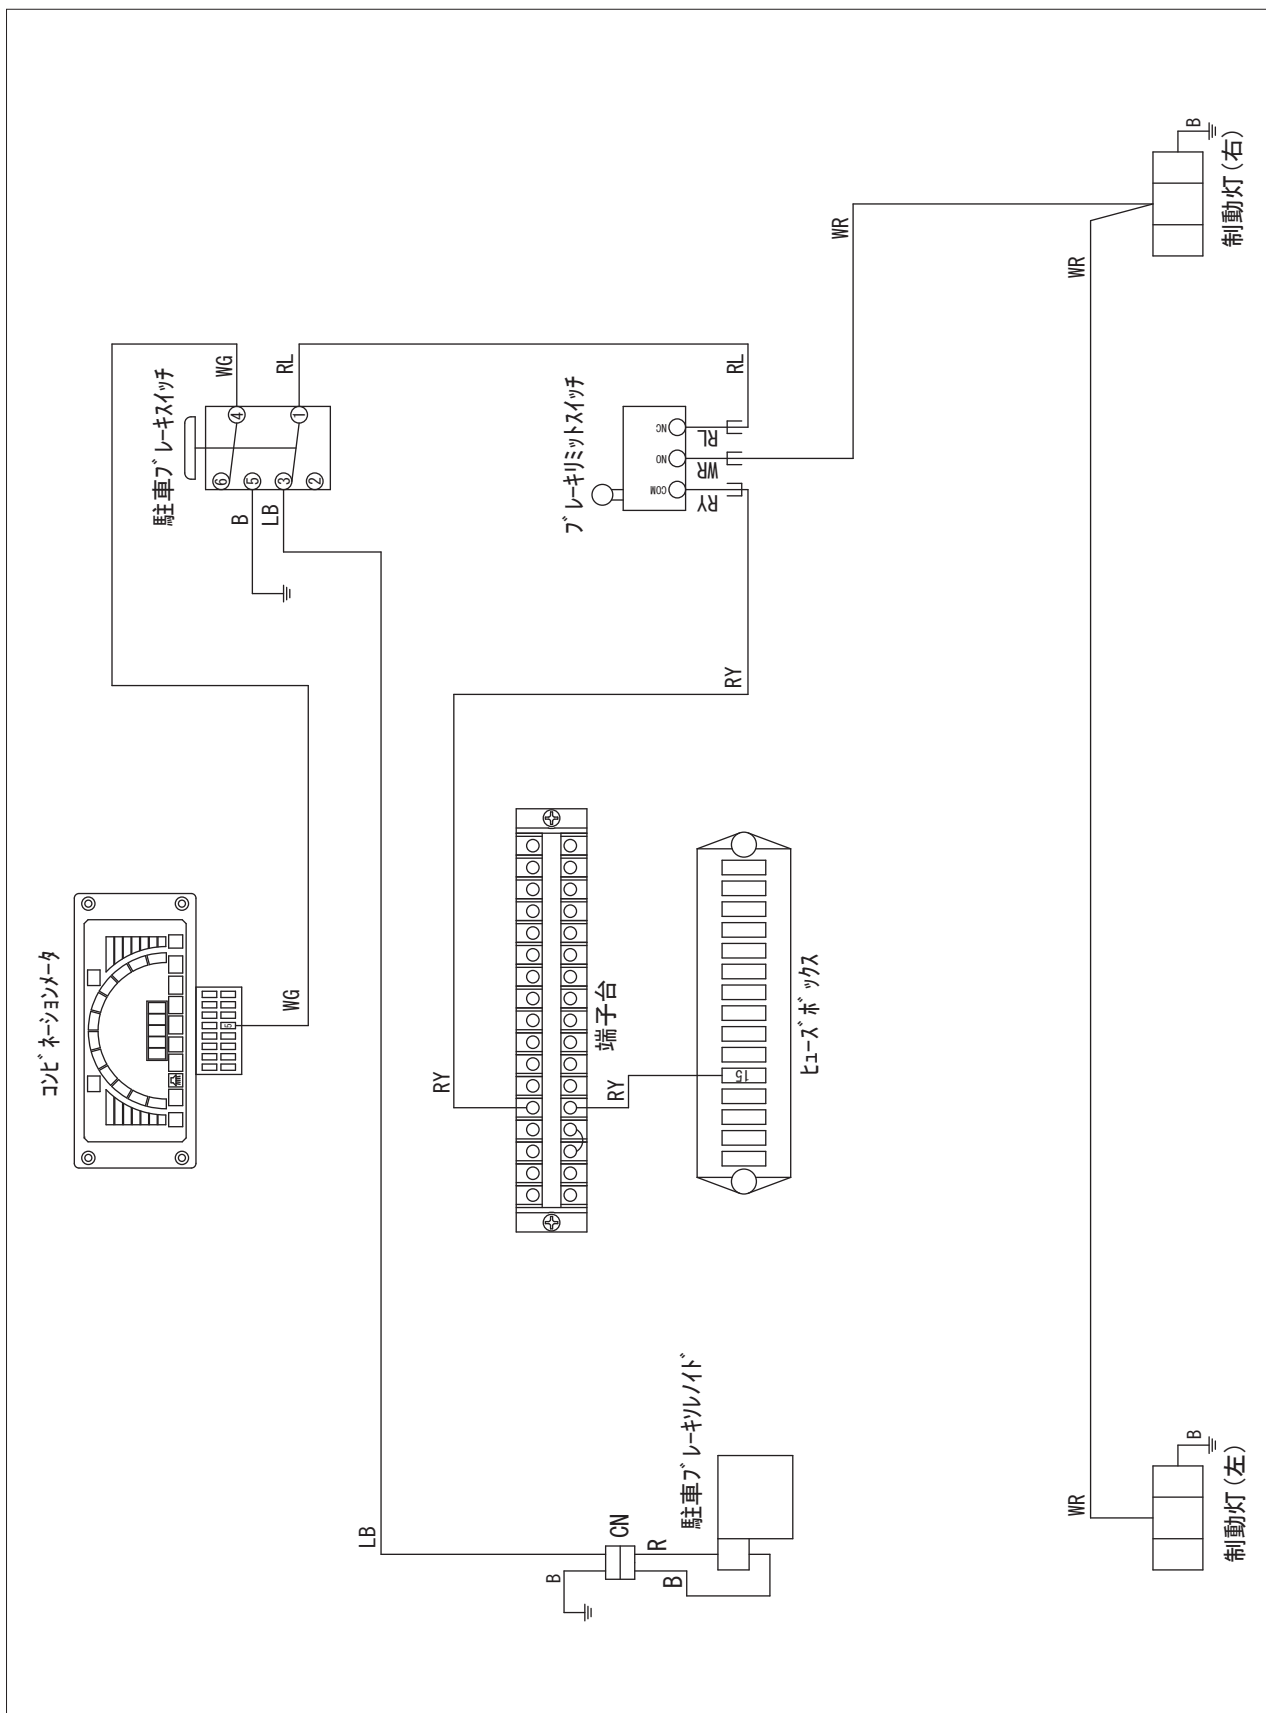 コンビネーションメータ
5
WG
駐車ブレーキスイッチ
6
5
3
2
4
1
B
LB
WG
RL
ブレーキリミットスイッチ
COM
NO
NC
RY
WR
RL
RL
RY
WR
端子台
RY
RY
ヒューズボックス
15
LB
CN
B
B
R
駐車ブレーキソレノイド
WR
WR
制動灯(左)
B
制動灯(右)
B